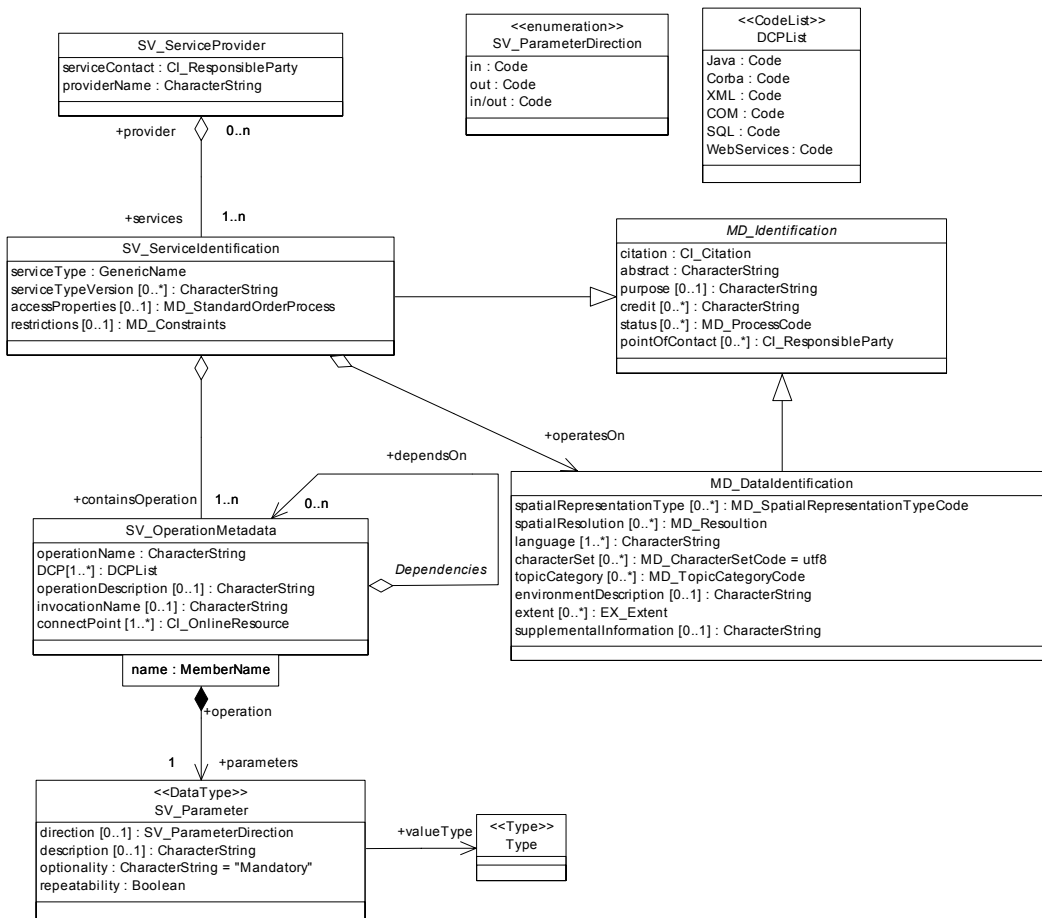 SV_ServiceProvider
serviceContact : CI_ResponsibleParty
providerName : CharacterString
<<enumeration>>
SV_ParameterDirection
in : Code
out : Code
in/out : Code
<<CodeList>>
DCPList
Java : Code
Corba : Code
XML : Code
COM : Code
SQL : Code
WebServices : Code
+provider
0..n
+services
1..n
SV_ServiceIdentification
serviceType : GenericName
serviceTypeVersion [0..*] : CharacterString
accessProperties [0..1] : MD_StandardOrderProcess
restrictions [0..1] : MD_Constraints
MD_Identification
citation : CI_Citation
abstract : CharacterString
purpose [0..1] : CharacterString
credit [0..*] : CharacterString
status [0..*] : MD_ProcessCode
pointOfContact [0..*] : CI_ResponsibleParty
+operatesOn
+dependsOn
0..n
+containsOperation
1..n
Dependencies
SV_OperationMetadata
operationName : CharacterString
DCP[1..*] : DCPList
operationDescription [0..1] : CharacterString
invocationName [0..1] : CharacterString
connectPoint [1..*] : CI_OnlineResource
name : MemberName
MD_DataIdentification
spatialRepresentationType [0..*] : MD_SpatialRepresentationTypeCode
spatialResolution [0..*] : MD_Resoultion
language [1..*] : CharacterString
characterSet [0..*] : MD_CharacterSetCode = utf8
topicCategory [0..*] : MD_TopicCategoryCode
environmentDescription [0..1] : CharacterString
extent [0..*] : EX_Extent
supplementalInformation [0..1] : CharacterString
+operation
1
+parameters
<<DataType>>
SV_Parameter
direction [0..1] : SV_ParameterDirection
description [0..1] : CharacterString
optionality : CharacterString = "Mandatory"
repeatability : Boolean
+valueType
<<Type>>
Type